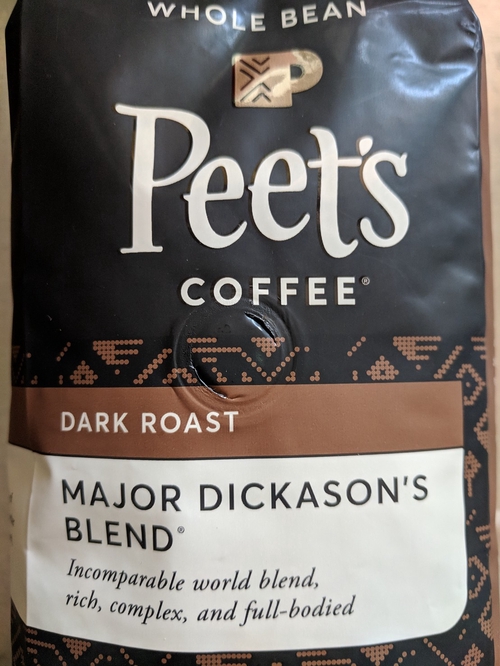 WHOLE BEAN
Peet's
COFFEE®
DARK ROAST
MAJOR DICKASON'S
BLEND®
Incomparable world blend,
rich, complex, and full-bodied